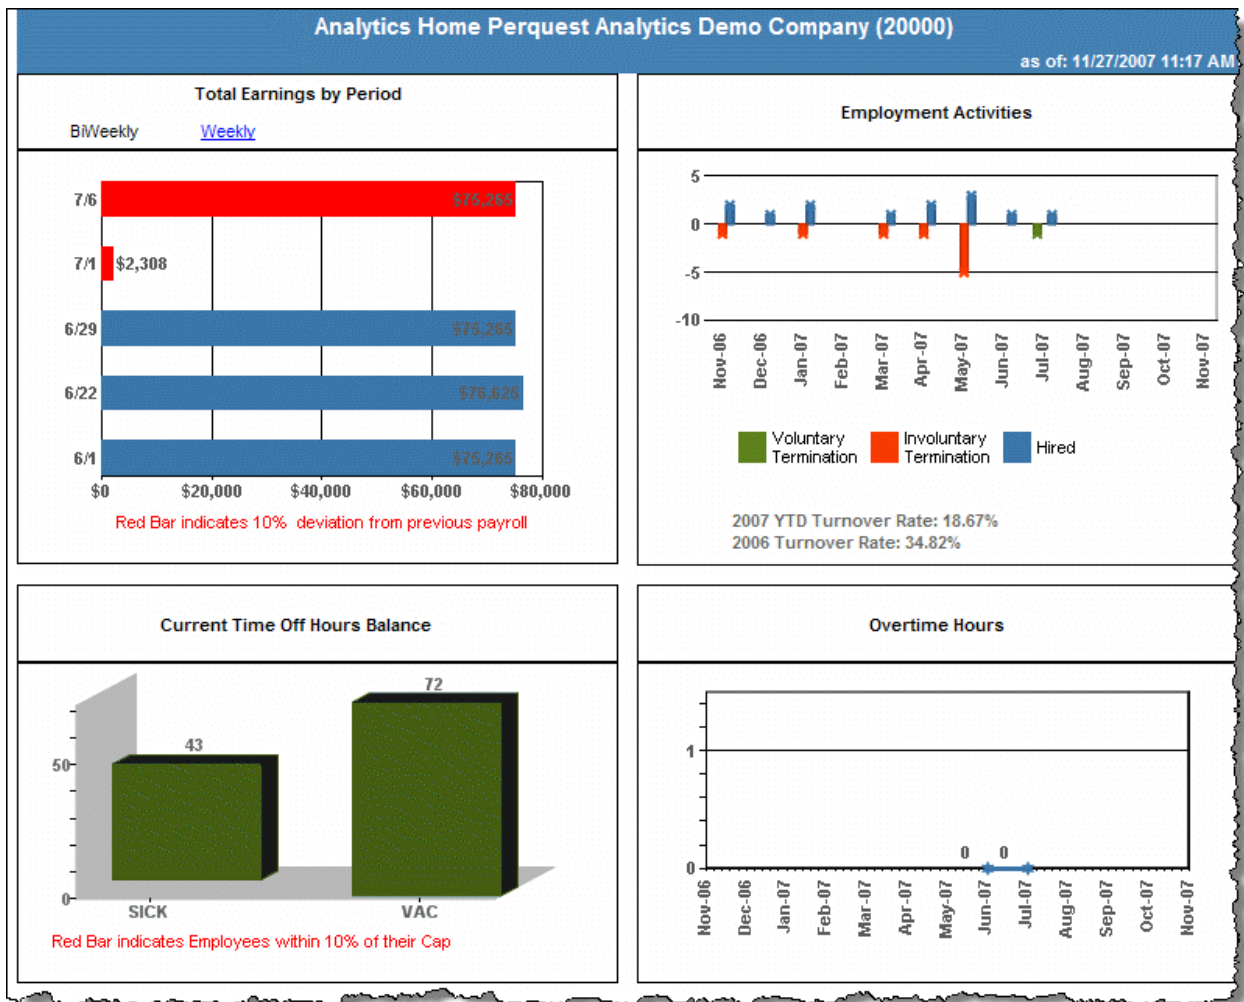 Analytics Home Perquest Analytics Demo Company (20000)
as of: 11/27/2007 11:17 AM
Total Earnings by Period
BiWeekly Weekly
7/6 $75,265
7/1 $2,308
6/29 $75,265
6/22 $76,625
6/1 $75,265
$0 $20,000 $40,000 $60,000 $80,000
Red Bar indicates 10% deviation from previous payroll
Employment Activities
5
0
-5
-10
Nov-06 Dec-06 Jan-07 Feb-07 Mar-07 Apr-07 May-07 Jun-07 Jul-07 Aug-07 Sep-07 Oct-07 Nov-07
Voluntary Termination
Involuntary Termination
Hired
2007 YTD Turnover Rate: 18.67%
2006 Turnover Rate: 34.82%
Current Time Off Hours Balance
72
43
50
0
SICK VAC
Red Bar indicates Employees within 10% of their Cap
Overtime Hours
1
0 0
0
Nov-06 Dec-06 Jan-07 Feb-07 Mar-07 Apr-07 May-07 Jun-07 Jul-07 Aug-07 Sep-07 Oct-07 Nov-07